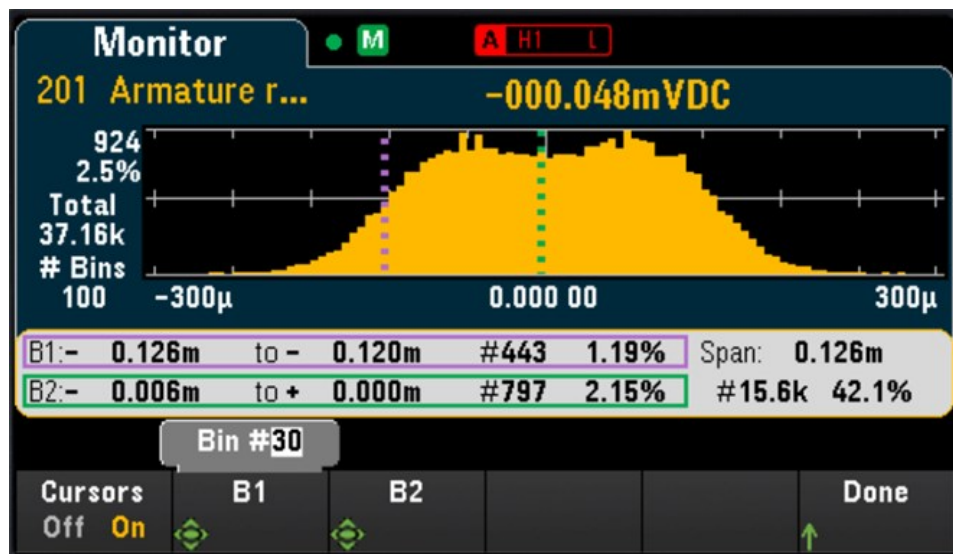 Monitor M A H1 L
201 Armature r... -000.048mVDC
924
2.5%
Total
37.16k
# Bins
100 -300µ 0.000 00 300µ
B1:- 0.126m to - 0.120m #443 1.19% Span: 0.126m
B2:- 0.006m to + 0.000m #797 2.15% #15.6k 42.1%
Bin #30
Cursors B1 B2 Done
Off On